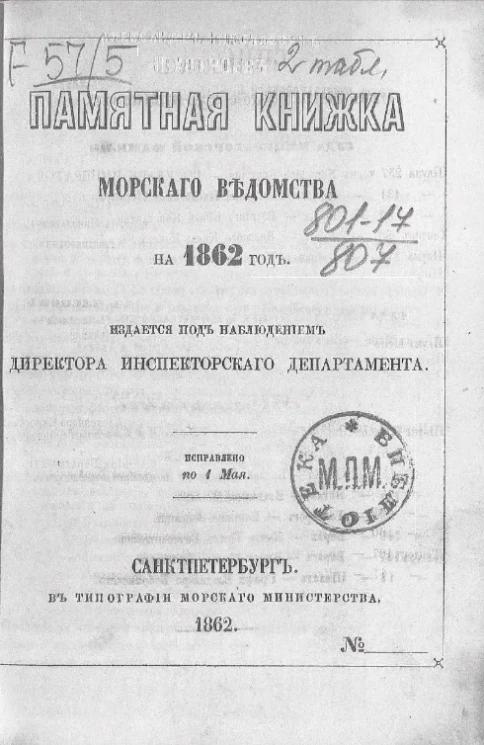 F 57/5
2 табл.
ПАМЯТНАЯ КНИЖКА
МОРСКАГО ВѢДОМСТВА
801-17
807
НА 1862 ГОДЪ.
ИЗДАЕТСЯ ПОДЪ НАБЛЮДЕНІЕМЪ
ДИРЕКТОРА ИНСПЕКТОРСКАГО ДЕПАРТАМЕНТА.
ИСПРАВЛЕНО
по 1 Мая.
М.П.М.
САНКТПЕТЕРБУРГЪ.
ВЪ ТИПОГРАФІИ МОРСКАГО МИНИСТЕРСТВА.
1862.
№